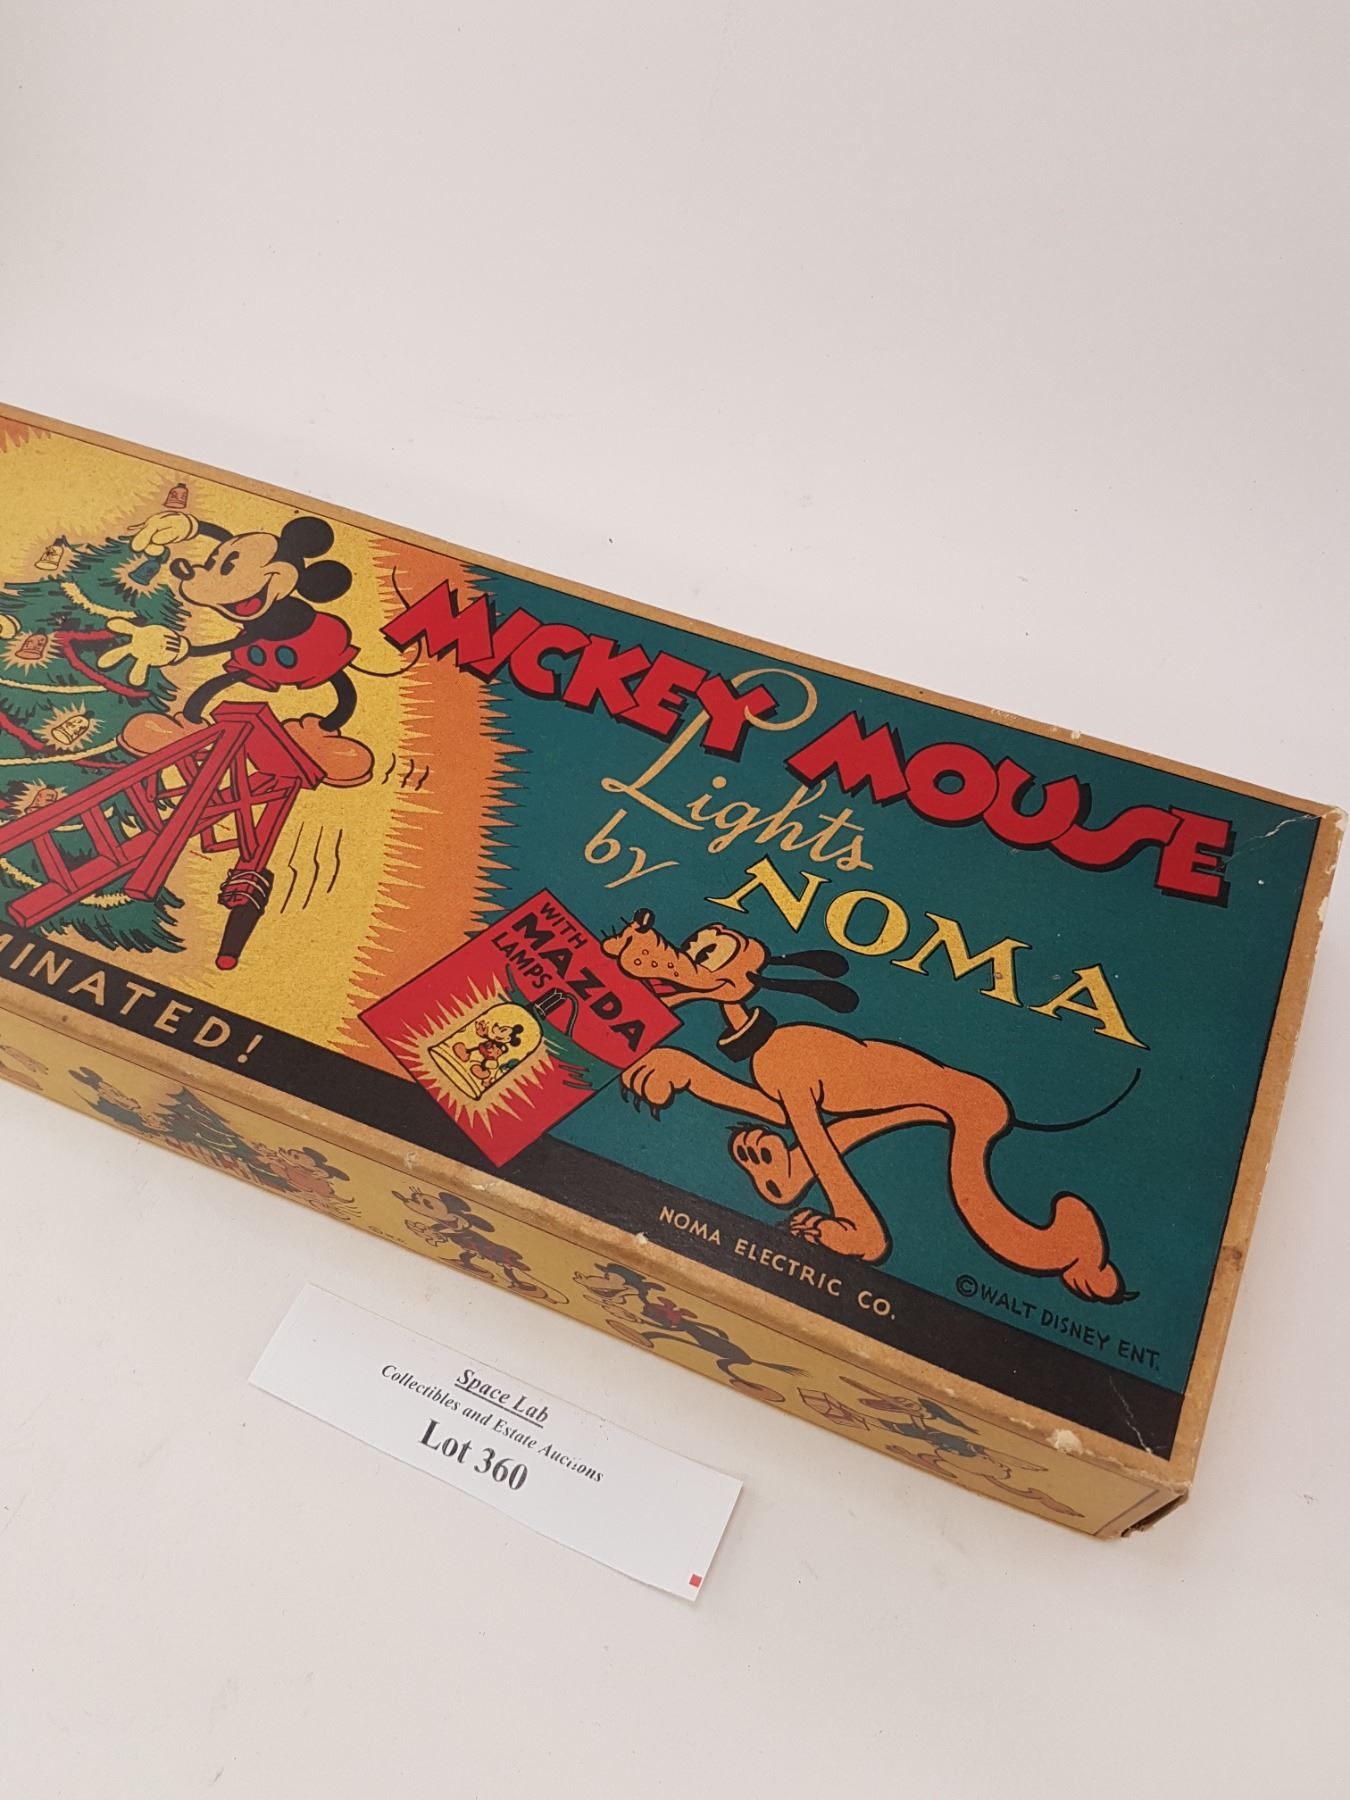 MICKEY MOUSE
Lights
by NOMA
WITH
MAZDA
LAMPS
MINATED!
NOMA ELECTRIC CO.
© WALT DISNEY ENT.
Space Lab
Collectibles and Estate Auctions
Lot 360